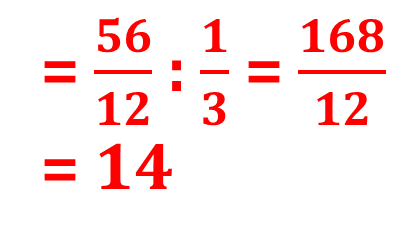 = 56/12 : 1/3 = 168/12
= 14